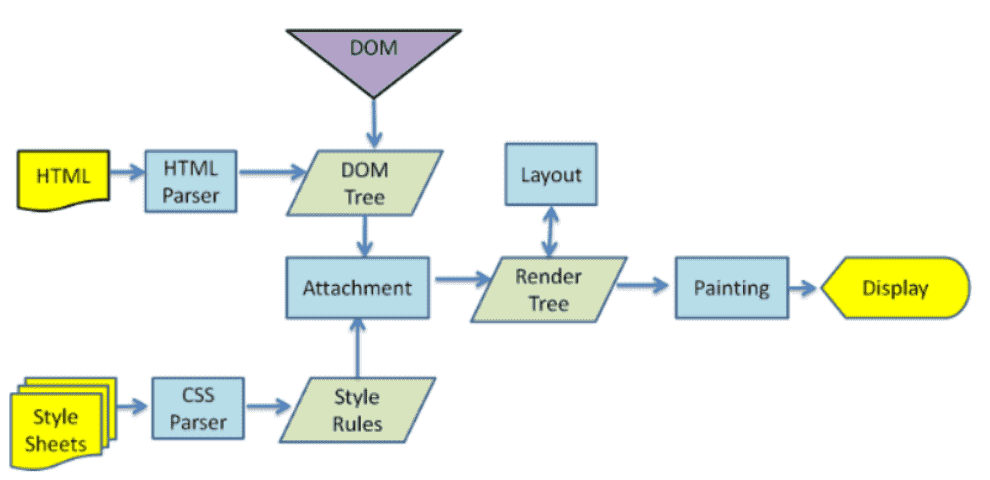 DOM
HTML
HTML
Parser
DOM
Tree
Layout
Attachment
Render
Tree
Painting
Display
Style
Sheets
CSS
Parser
Style
Rules